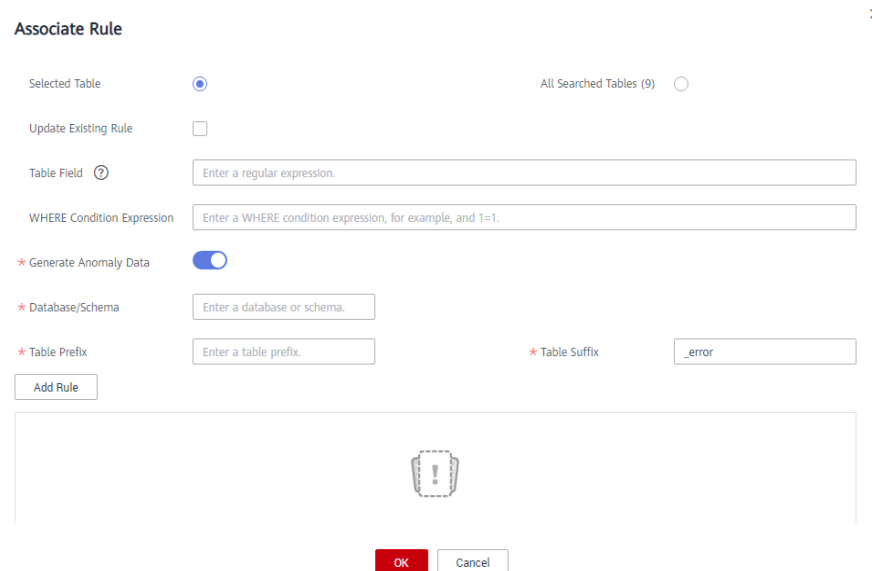 Associate Rule
Selected Table All Searched Tables (9)
Update Existing Rule
Table Field ? Enter a regular expression.
WHERE Condition Expression Enter a WHERE condition expression, for example, and 1=1.
* Generate Anomaly Data
* Database/Schema Enter a database or schema.
* Table Prefix Enter a table prefix. * Table Suffix _error
Add Rule
!
OK Cancel